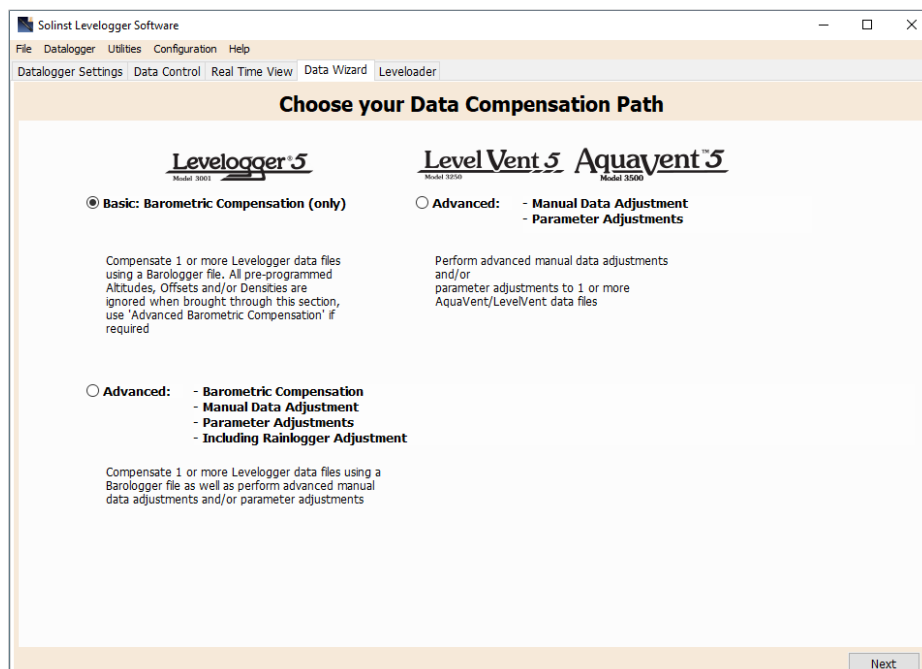 Solinst Levelogger Software
File Datalogger Utilities Configuration Help
Datalogger Settings Data Control Real Time View Data Wizard Leveloader
Choose your Data Compensation Path
Levelogger®5
Model 3001
LevelVent 5
Model 3250
Aquavent™5
Model 3500
Basic: Barometric Compensation (only)
Compensate 1 or more Levelogger data files
using a Barologger file. All pre-programmed
Altitudes, Offsets and/or Densities are
ignored when brought through this section,
use 'Advanced Barometric Compensation' if
required
Advanced: - Manual Data Adjustment
- Parameter Adjustments
Perform advanced manual data adjustments
and/or
parameter adjustments to 1 or more
AquaVent/LevelVent data files
Advanced: - Barometric Compensation
- Manual Data Adjustment
- Parameter Adjustments
- Including Rainlogger Adjustment
Compensate 1 or more Levelogger data files using a
Barologger file as well as perform advanced manual
data adjustments and/or parameter adjustments
Next